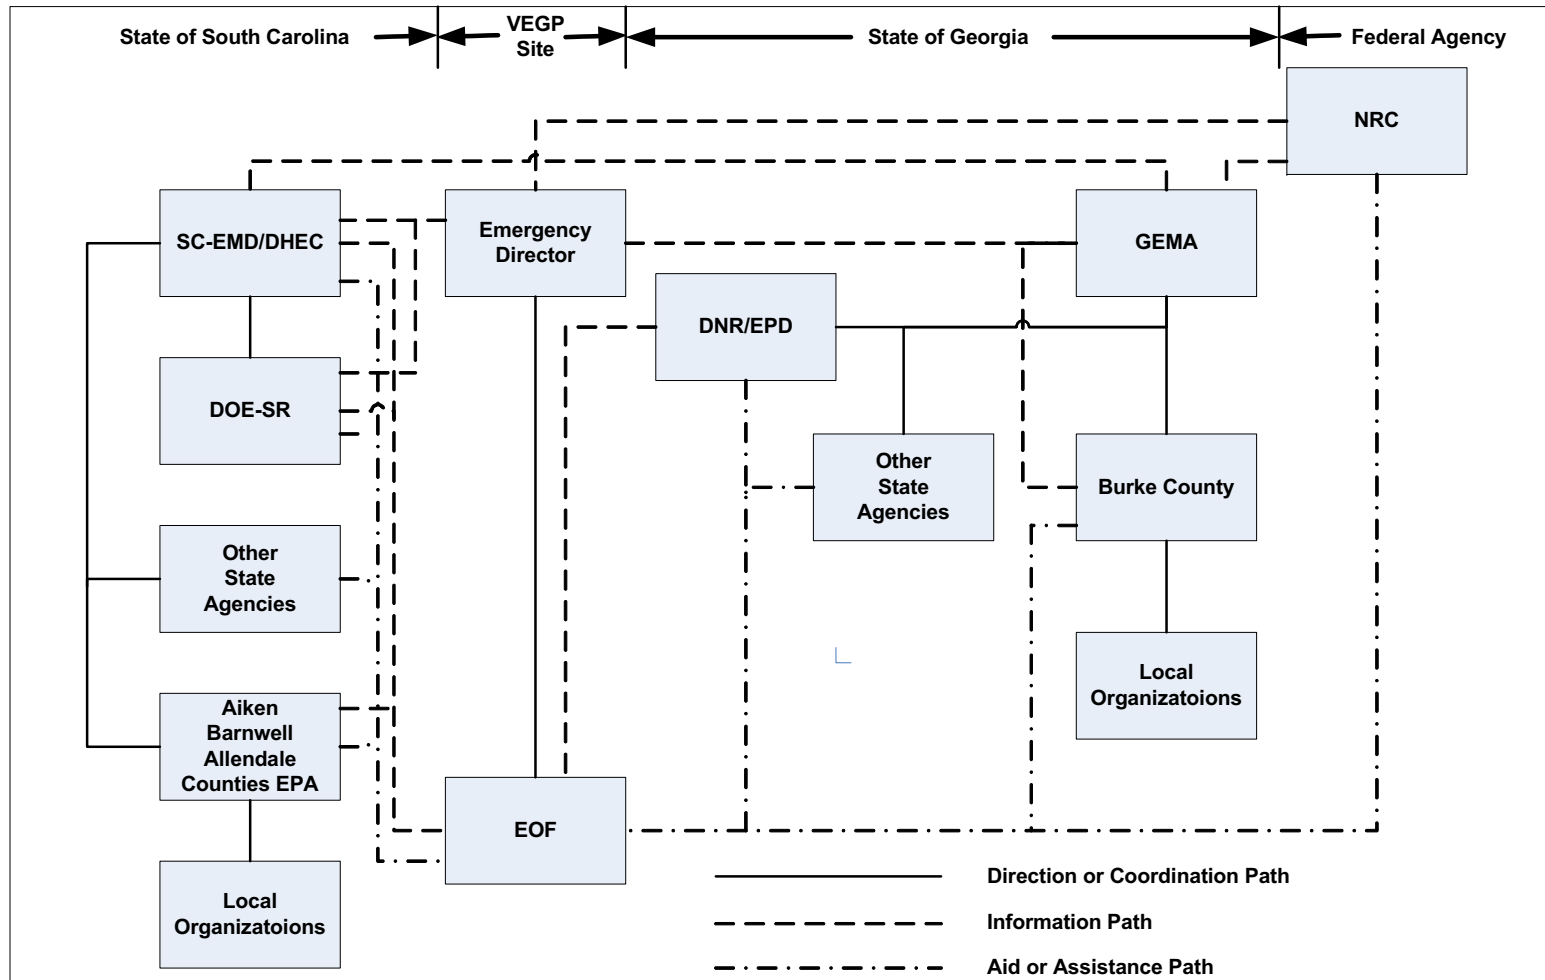 State of South Carolina
VEGP
Site
State of Georgia
Federal Agency
NRC
SC-EMD/DHEC
Emergency
Director
GEMA
DNR/EPD
DOE-SR
Other
State
Agencies
Burke County
Other
State
Agencies
Local
Organizatoions
Aiken
Barnwell
Allendale
Counties EPA
EOF
Local
Organizatoions
Direction or Coordination Path
Information Path
Aid or Assistance Path